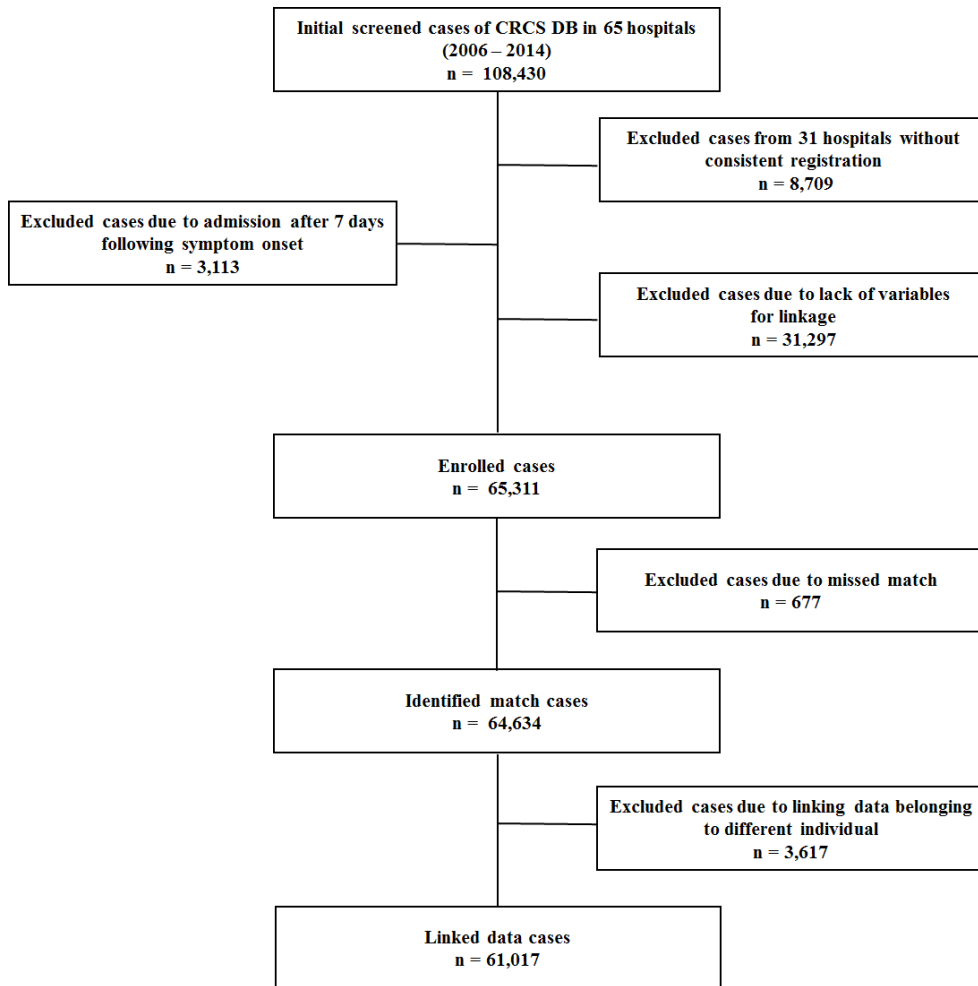 Initial screened cases of CRCS DB in 65 hospitals
(2006 – 2014)
n = 108,430
Excluded cases from 31 hospitals without
consistent registration
n = 8,709
Excluded cases due to admission after 7 days
following symptom onset
n = 3,113
Excluded cases due to lack of variables
for linkage
n = 31,297
Enrolled cases
n = 65,311
Excluded cases due to missed match
n = 677
Identified match cases
n = 64,634
Excluded cases due to linking data belonging
to different individual
n = 3,617
Linked data cases
n = 61,017